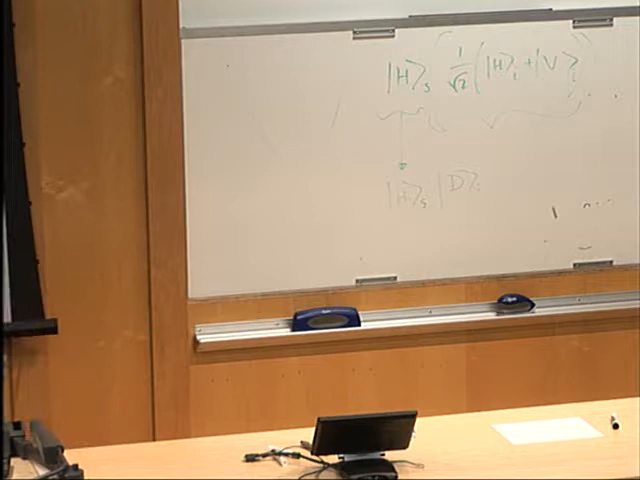 |H⟩ₛ 1/√2 (|H⟩ᵢ + |V⟩ᵢ)
|H⟩ₛ |D⟩ᵢ